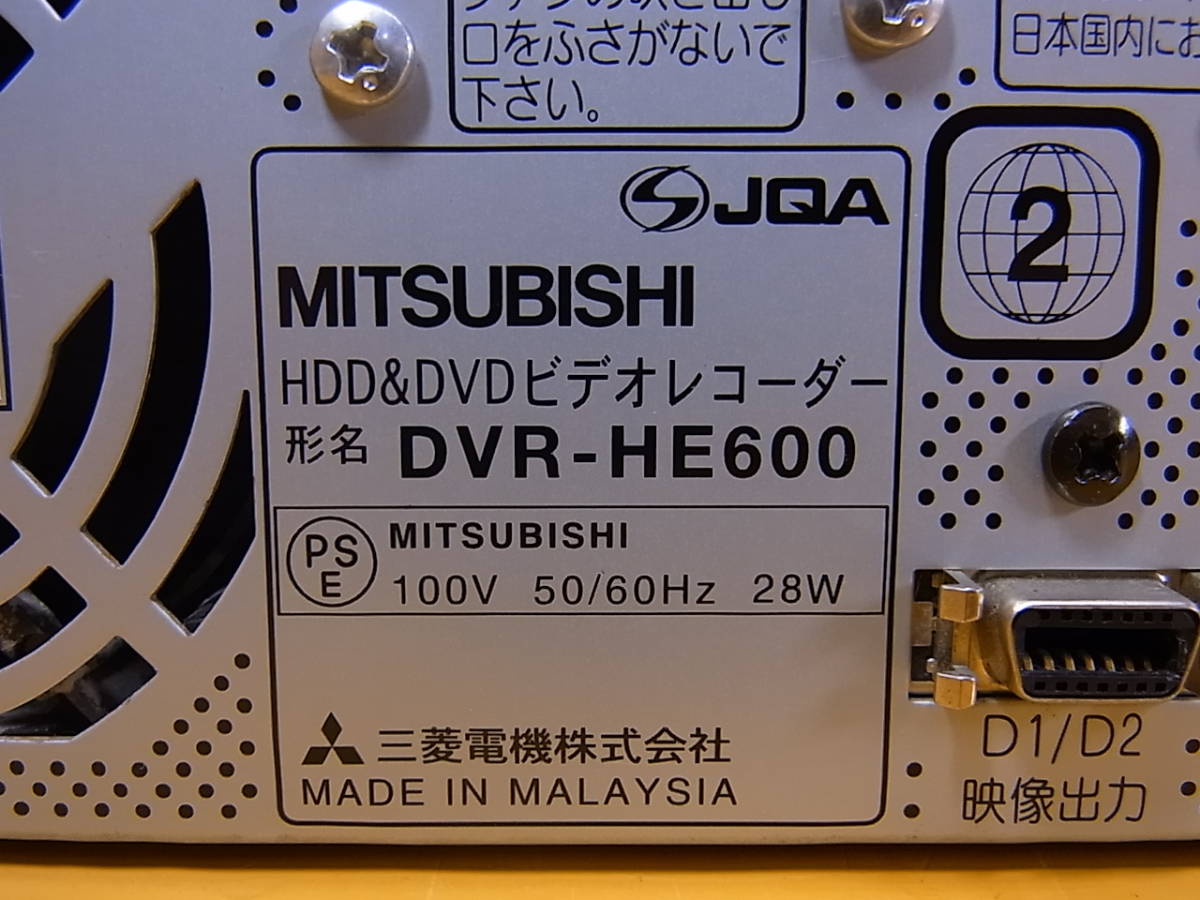 口をふさがないで
下さい。
日本国内にお
JQA
2
MITSUBISHI
HDD&DVDビデオレコーダー
形名 DVR-HE600
PS
E
MITSUBISHI
100V 50/60Hz 28W
三菱電機株式会社
MADE IN MALAYSIA
D1/D2
映像出力